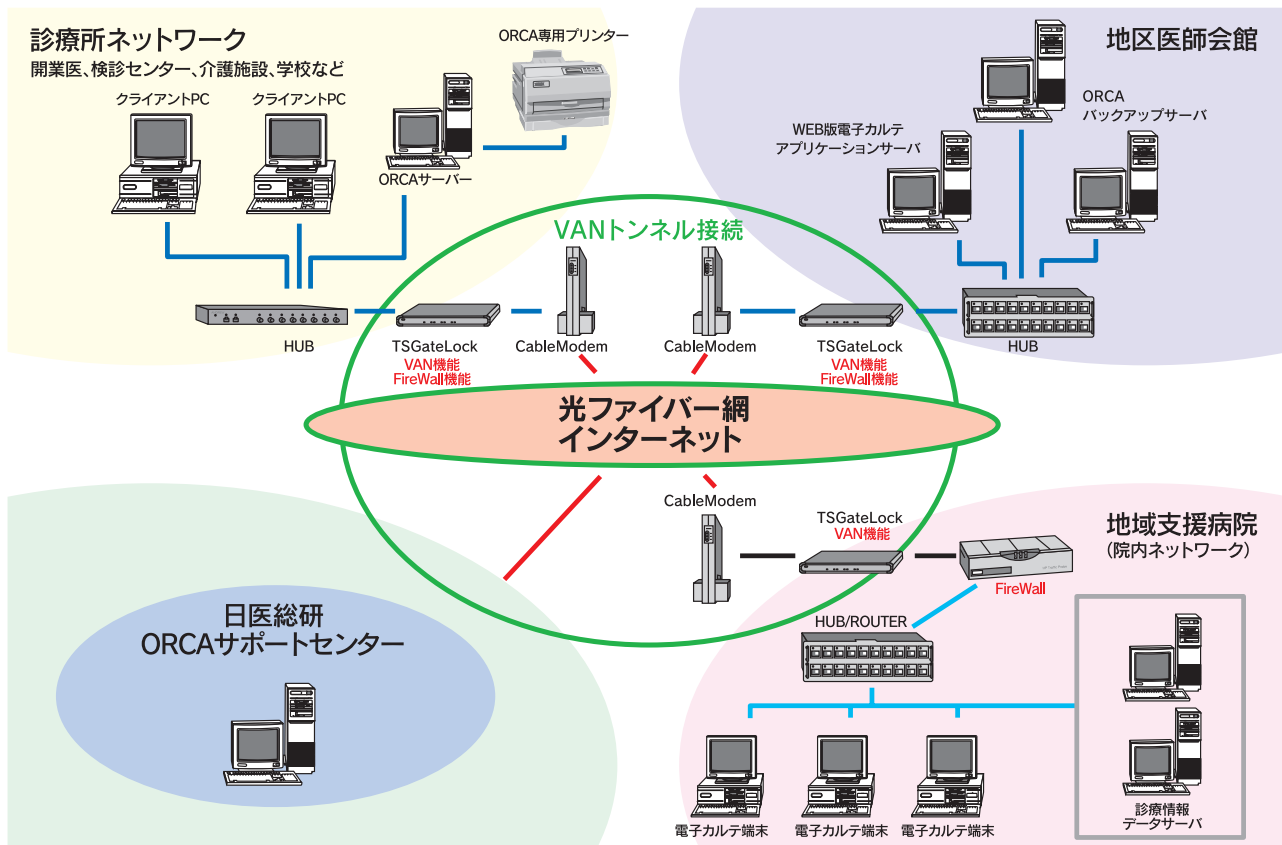 診療所ネットワーク
開業医、検診センター、介護施設、学校など
クライアントPC
クライアントPC
ORCAサーバー
ORCA専用プリンター
HUB
TSGateLock
VAN機能
FireWall機能
CableModem
VANトンネル接続
地区医師会館
ORCA
バックアップサーバ
WEB版電子カルテ
アプリケーションサーバ
CableModem
TSGateLock
VAN機能
FireWall機能
HUB
光ファイバー網
インターネット
日医総研
ORCAサポートセンター
CableModem
TSGateLock
VAN機能
地域支援病院
(院内ネットワーク)
FireWall
HUB/ROUTER
電子カルテ端末
電子カルテ端末
電子カルテ端末
診療情報
データサーバ